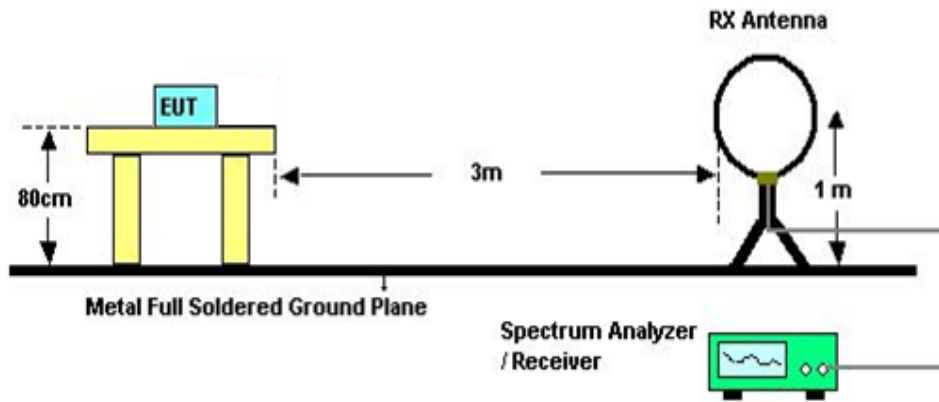 RX Antenna
EUT
3m
80cm
1 m
Metal Full Soldered Ground Plane
Spectrum Analyzer
/ Receiver